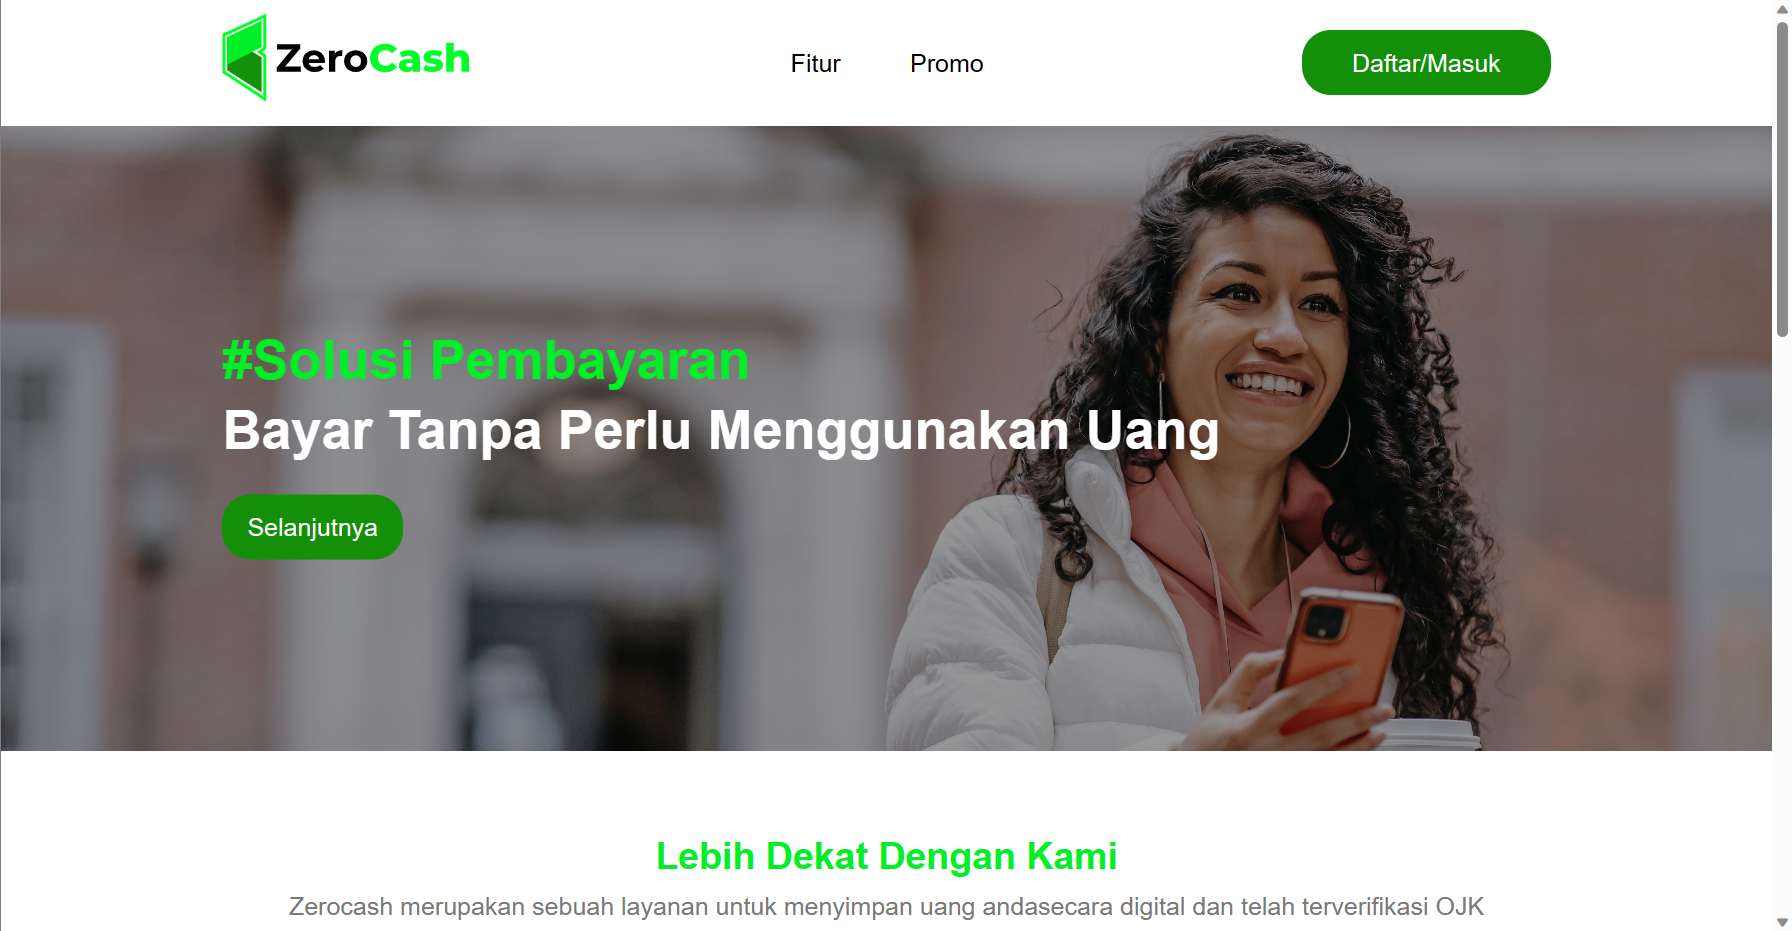 ZeroCash
Fitur
Promo
Daftar/Masuk
#Solusi Pembayaran
Bayar Tanpa Perlu Menggunakan Uang
Selanjutnya
Lebih Dekat Dengan Kami
Zerocash merupakan sebuah layanan untuk menyimpan uang andasecara digital dan telah terverifikasi OJK